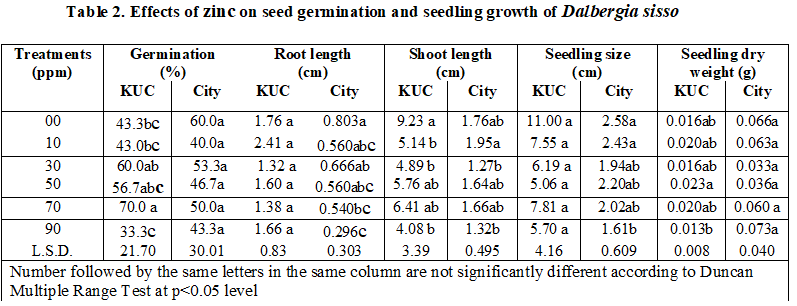 Table 2. Effects of zinc on seed germination and seedling growth of Dalbergia sisso
Treatments (ppm) Germination (%) Root length (cm) Shoot length (cm) Seedling size (cm) Seedling dry weight (g)
KUC City KUC City KUC City KUC City KUC City
00 43.3bc 60.0a 1.76 a 0.803a 9.23 a 1.76ab 11.00 a 2.58a 0.016ab 0.066a
10 43.0bc 40.0a 2.41 a 0.560abc 5.14 b 1.95a 7.55 a 2.43a 0.020ab 0.063a
30 60.0ab 53.3a 1.32 a 0.666ab 4.89 b 1.27b 6.19 a 1.94ab 0.016ab 0.033a
50 56.7abc 46.7a 1.60 a 0.560abc 5.76 ab 1.64ab 5.06 a 2.20ab 0.023a 0.036a
70 70.0 a 50.0a 1.38 a 0.540bc 6.41 ab 1.66ab 7.81 a 2.02ab 0.020ab 0.060 a
90 33.3c 43.3a 1.66 a 0.296c 4.08 b 1.32b 5.70 a 1.61b 0.013b 0.073a
L.S.D. 21.70 30.01 0.83 0.303 3.39 0.495 4.16 0.609 0.008 0.040
Number followed by the same letters in the same column are not significantly different according to Duncan
Multiple Range Test at p<0.05 level